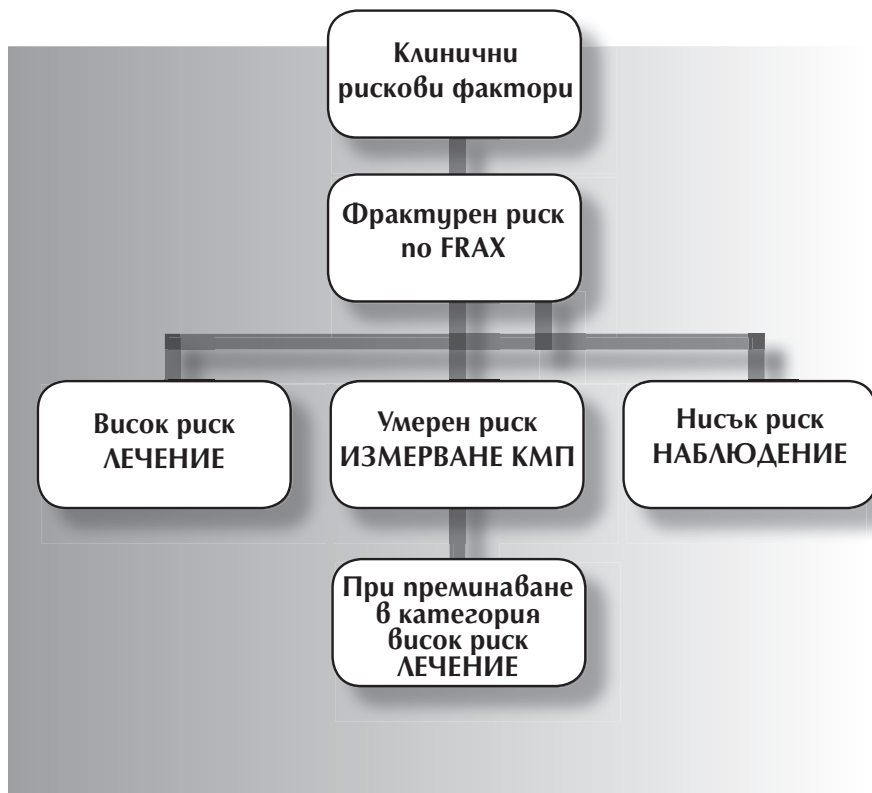 Клинични
рискови фактори
Фрактурен риск
по FRAX
Висок риск
ЛЕЧЕНИЕ
Умерен риск
ИЗМЕРВАНЕ КМП
Нисък риск
НАБЛЮДЕНИЕ
При преминаване
в категория
висок риск
ЛЕЧЕНИЕ